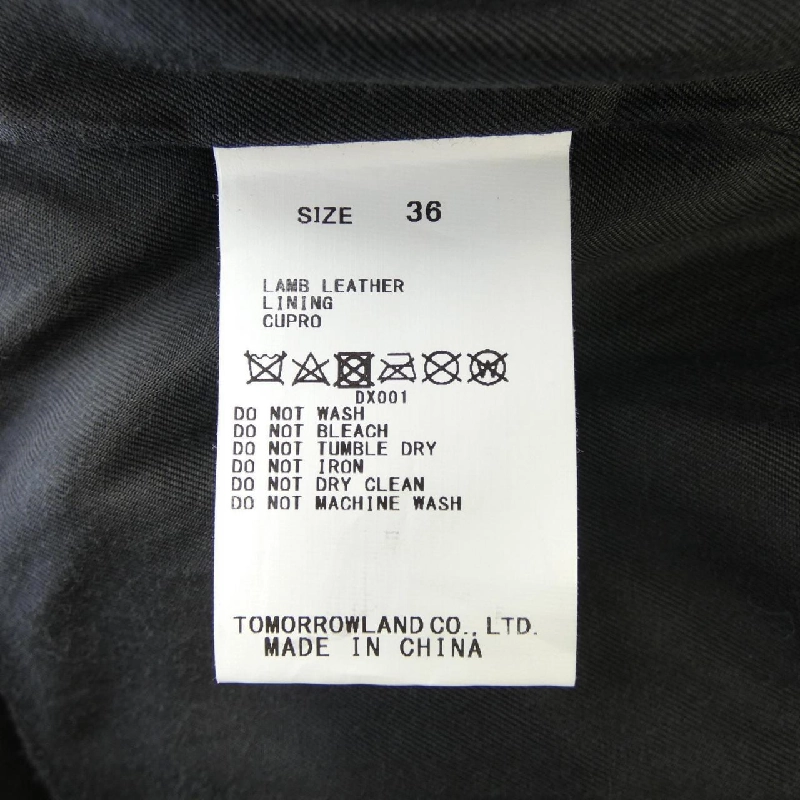 SIZE 36
LAMB LEATHER
LINING
CUPRO
W
DX001
DO NOT WASH
DO NOT BLEACH
DO NOT TUMBLE DRY
DO NOT IRON
DO NOT DRY CLEAN
DO NOT MACHINE WASH
TOMORROWLAND CO., LTD.
MADE IN CHINA